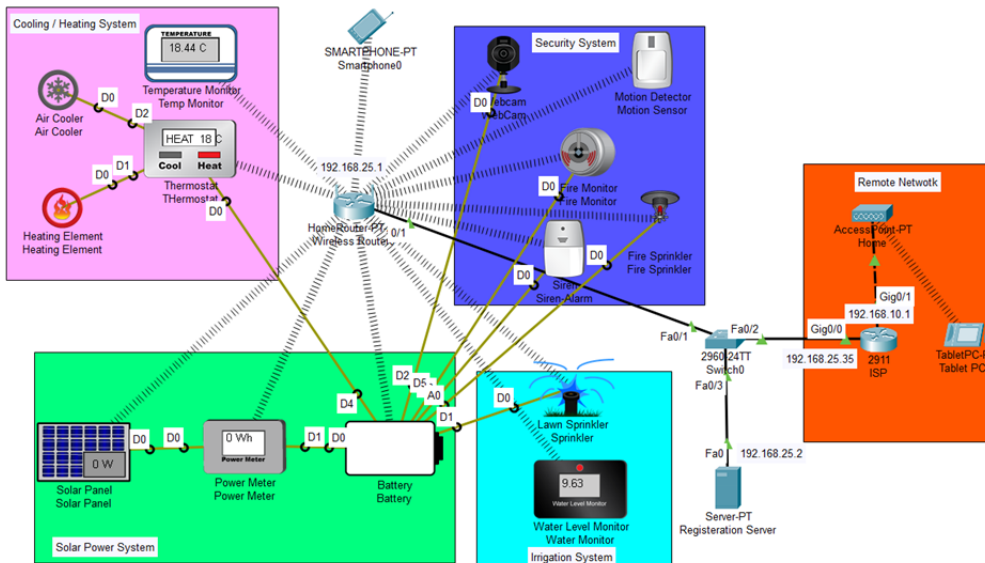 Cooling / Heating System
TEMPERATURE
18.44 C
Temperature Monitor
Temp Monitor
D0
D2
Air Cooler
Air Cooler
HEAT 18 C
Cool Heat
D1
D0
Thermostat
THermostat
D0
Heating Element
Heating Element
SMARTPHONE-PT
Smartphone0
192.168.25.1
HomeRouter-PT
Wireless Router
0/1
Security System
D0
Webcam
WebCam
Motion Detector
Motion Sensor
D0
Fire Monitor
Fire Monitor
D0
Fire Sprinkler
Fire Sprinkler
D0
Siren
Siren-Alarm
Remote Netwotk
AccessPoint-PT
Home
Gig0/1
192.168.10.1
Gig0/0
192.168.25.35
2911
ISP
TabletPC-P
Tablet PC
Fa0/1
Fa0/2
2960-24TT
Switch0
Fa0/3
Fa0
192.168.25.2
Server-PT
Registeration Server
D4
D2
D5
A0
D1
D0
D0
0 W
Solar Panel
Solar Panel
0 Wh
Power Meter
Power Meter
Power Meter
D1
D0
Battery
Battery
Solar Power System
D0
Lawn Sprinkler
Sprinkler
9.63
Water Level Monitor
Water Level Monitor
Water Monitor
Irrigation System